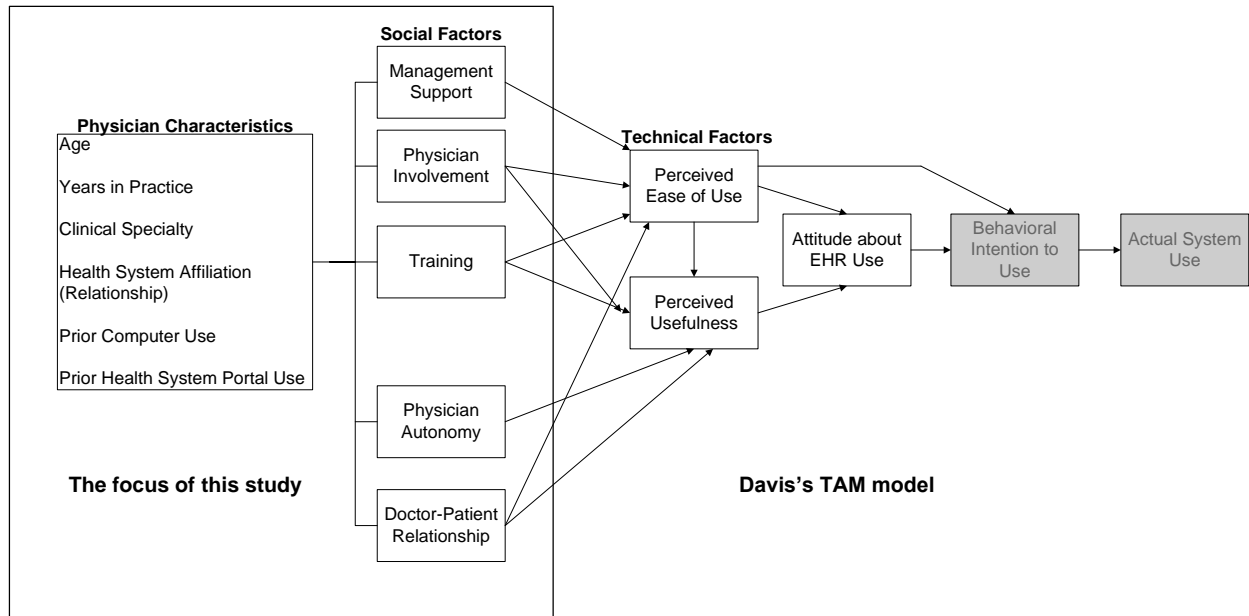 Social Factors
Management
Support
Physician Characteristics
Age
Years in Practice
Clinical Specialty
Health System Affiliation
(Relationship)
Prior Computer Use
Prior Health System Portal Use
Physician
Involvement
Training
Physician
Autonomy
Doctor-Patient
Relationship
The focus of this study
Technical Factors
Perceived
Ease of Use
Perceived
Usefulness
Attitude about
EHR Use
Behavioral
Intention to
Use
Actual System
Use
Davis's TAM model